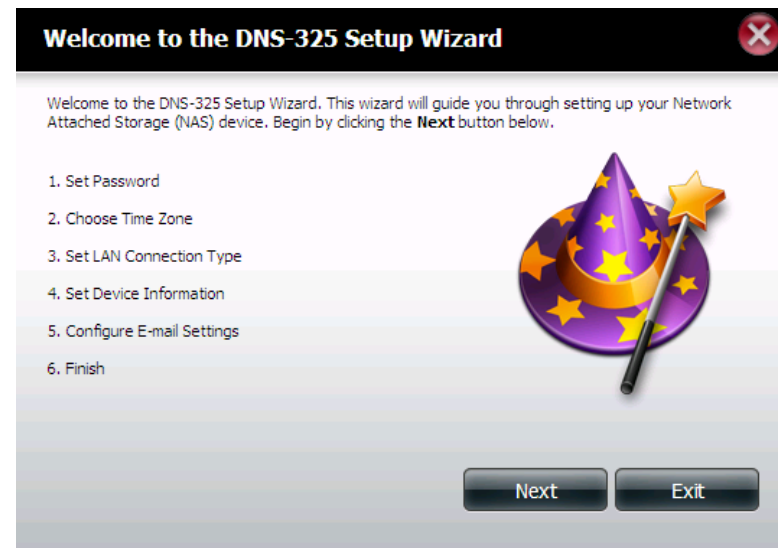 Welcome to the DNS-325 Setup Wizard
Welcome to the DNS-325 Setup Wizard. This wizard will guide you through setting up your Network
Attached Storage (NAS) device. Begin by clicking the Next button below.
1. Set Password
2. Choose Time Zone
3. Set LAN Connection Type
4. Set Device Information
5. Configure E-mail Settings
6. Finish
Next
Exit